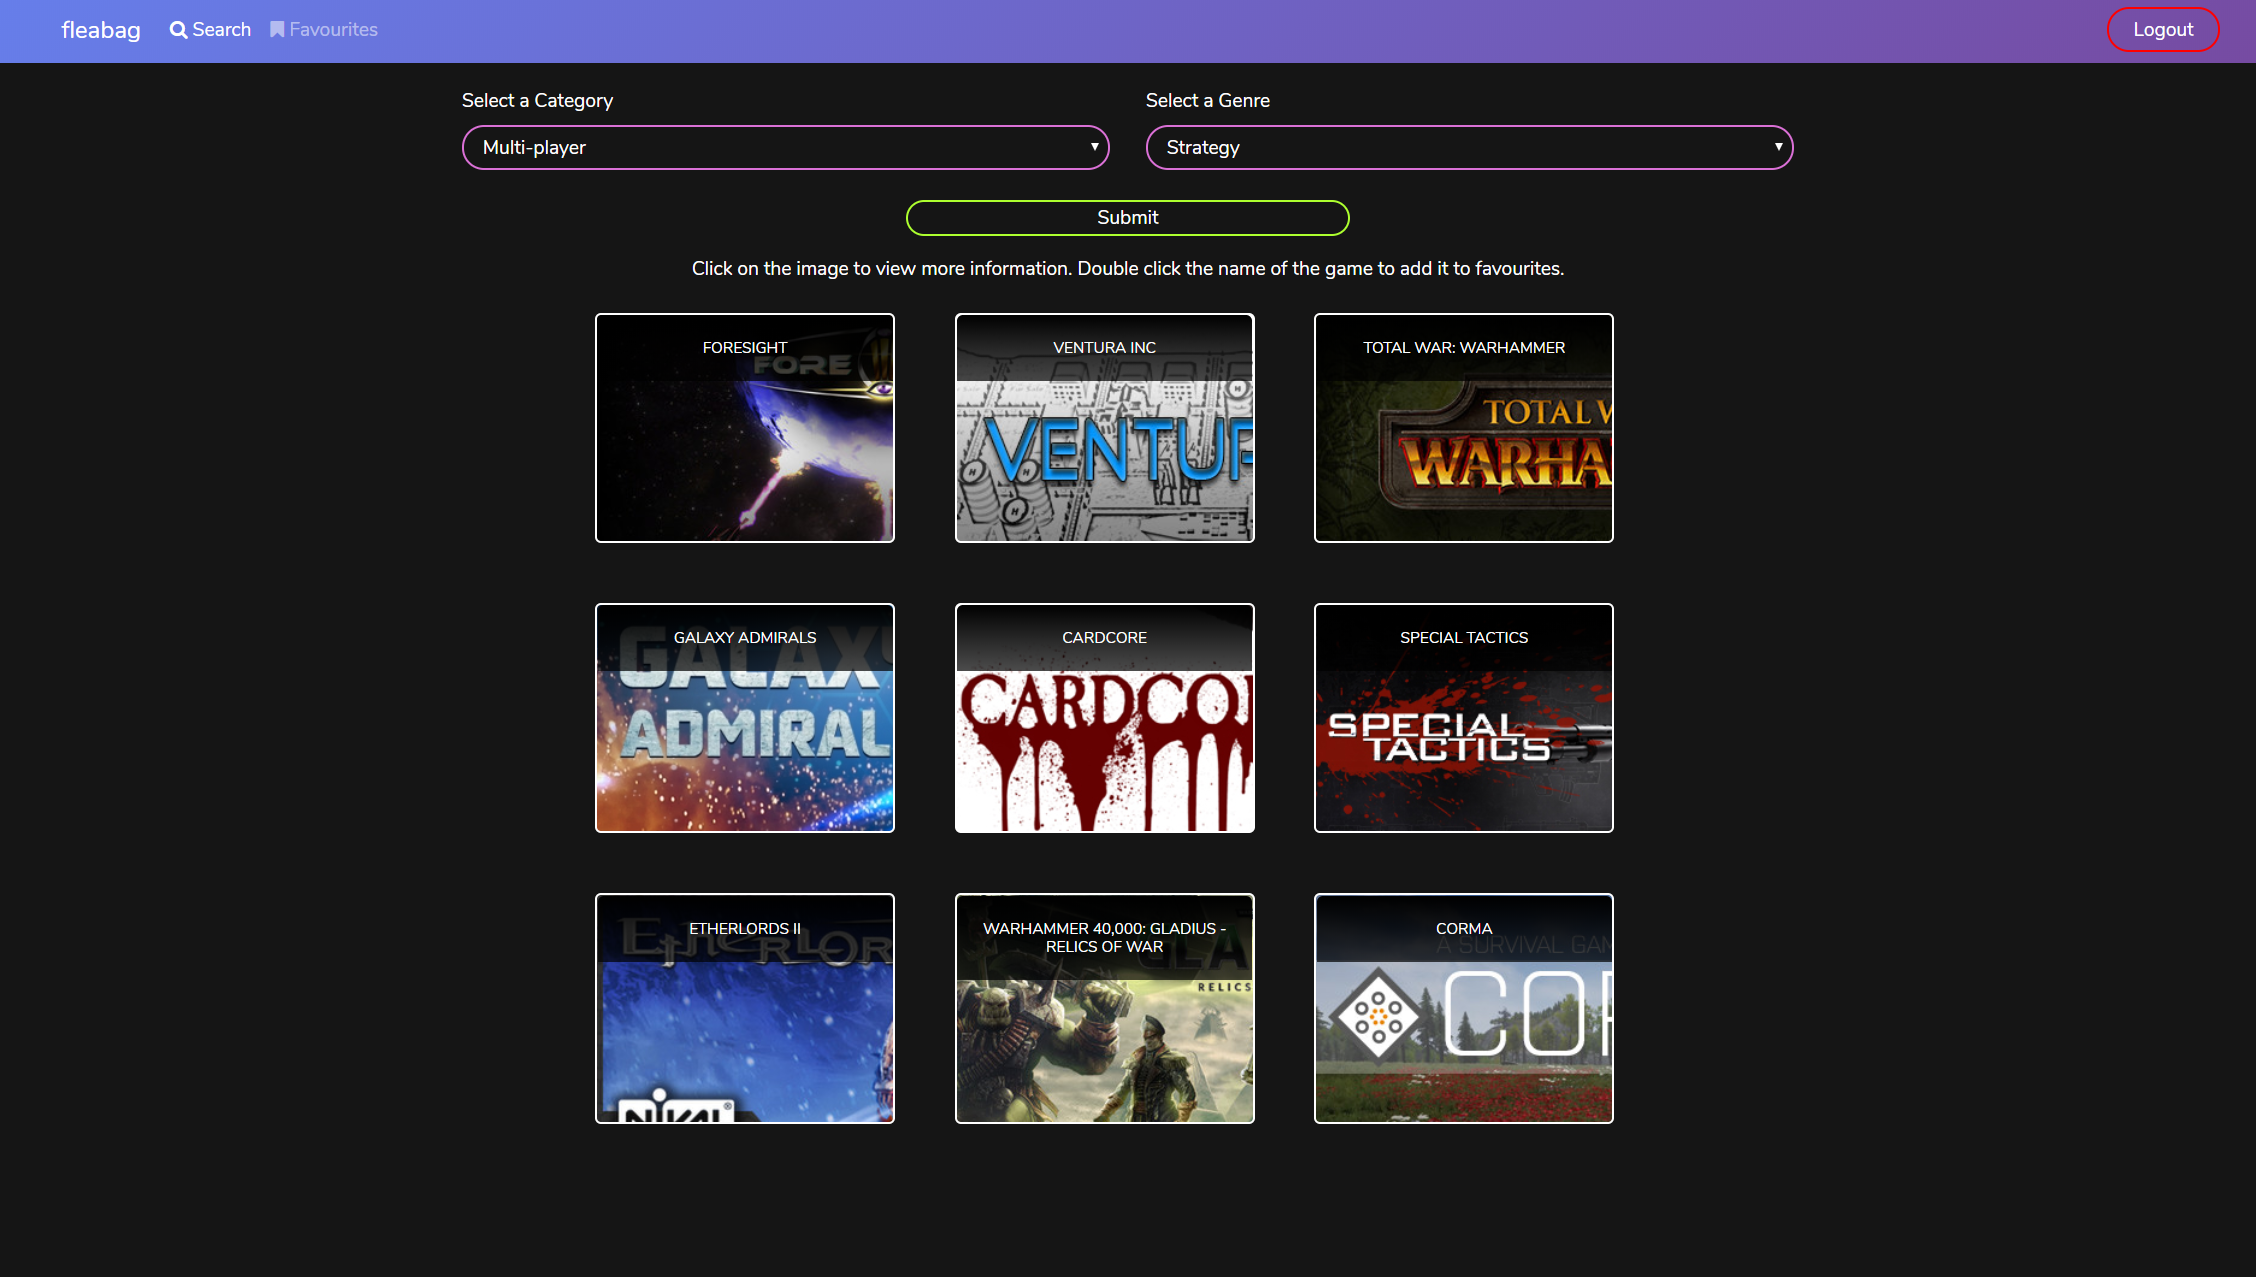 fleabag Search Favourites Logout
Select a Category Select a Genre
Multi-player Strategy
Submit
Click on the image to view more information. Double click the name of the game to add it to favourites.
FORESIGHT
FORE
VENTURA INC
VENTUR
TOTAL WAR: WARHAMMER
TOTAL W
WARHA
GALAXY ADMIRALS
GALAXY
ADMIRAL
CARDCORE
CARDCO
SPECIAL TACTICS
SPECIAL
TACTICS
ETHERLORDS II
ETHERLOR
NIVAL
WARHAMMER 40,000: GLADIUS -
RELICS OF WAR
GLA
RELICS
CORMA
A SURVIVAL GAM
COR